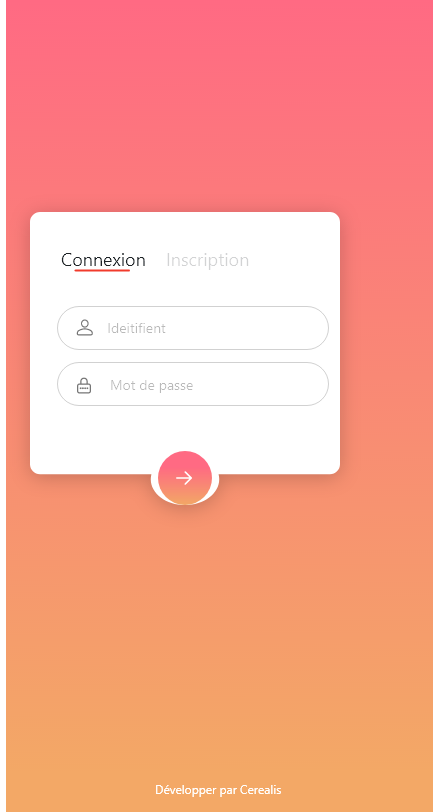 Connexion Inscription
Ideitifient
Mot de passe
Développer par Cerealis